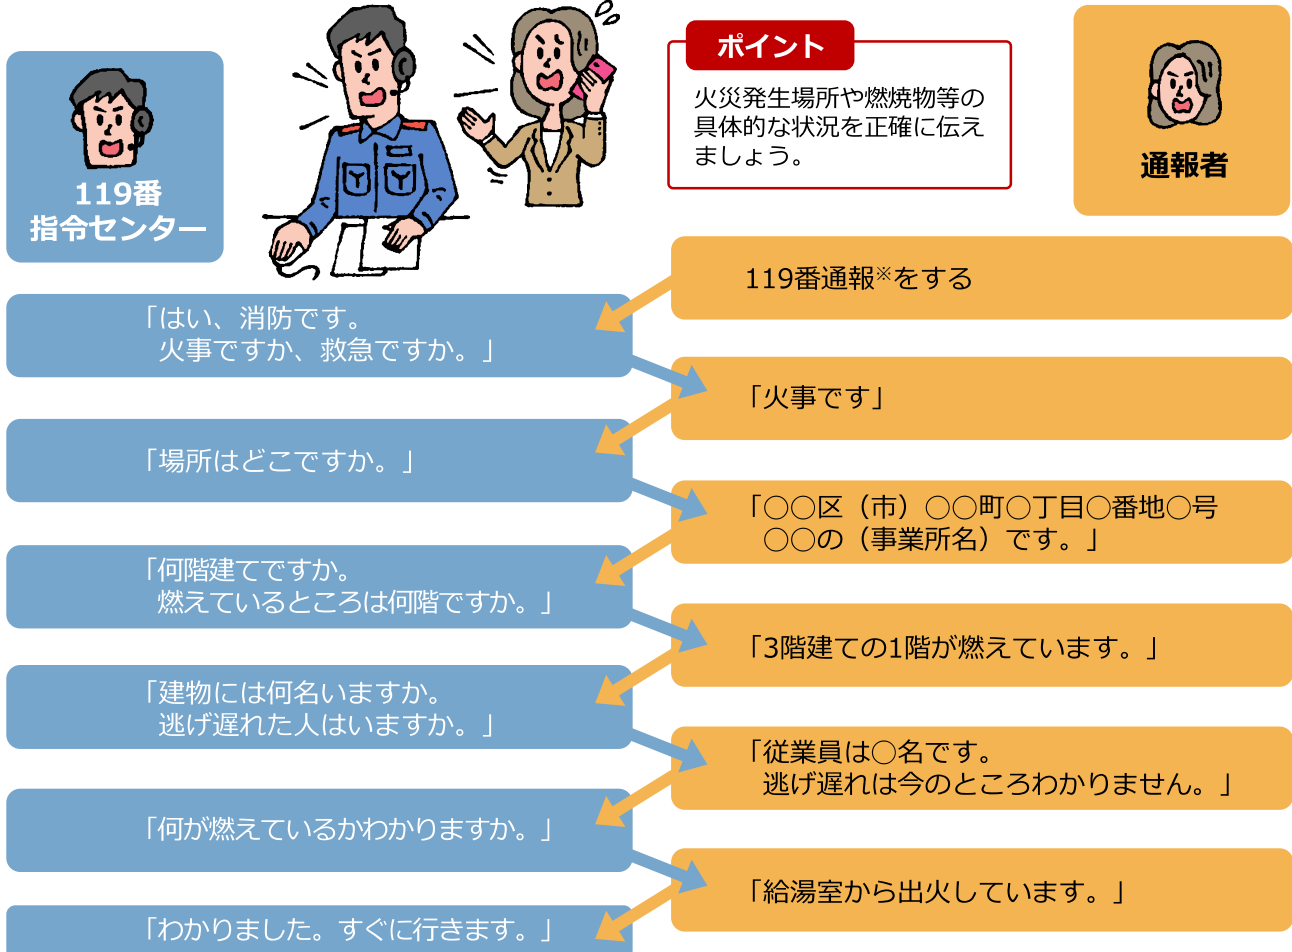 119番
指令センター
ポイント
火災発生場所や燃焼物等の
具体的な状況を正確に伝え
ましょう。
通報者
119番通報※をする
「はい、消防です。
火事ですか、救急ですか。」
「火事です」
「場所はどこですか。」
「○○区（市）○○町○丁目○番地○号
○○の（事業所名）です。」
「何階建てですか。
燃えているところは何階ですか。」
「3階建ての1階が燃えています。」
「建物には何名いますか。
逃げ遅れた人はいますか。」
「従業員は○名です。
逃げ遅れは今のところわかりません。」
「何が燃えているかわかりますか。」
「給湯室から出火しています。」
「わかりました。すぐに行きます。」